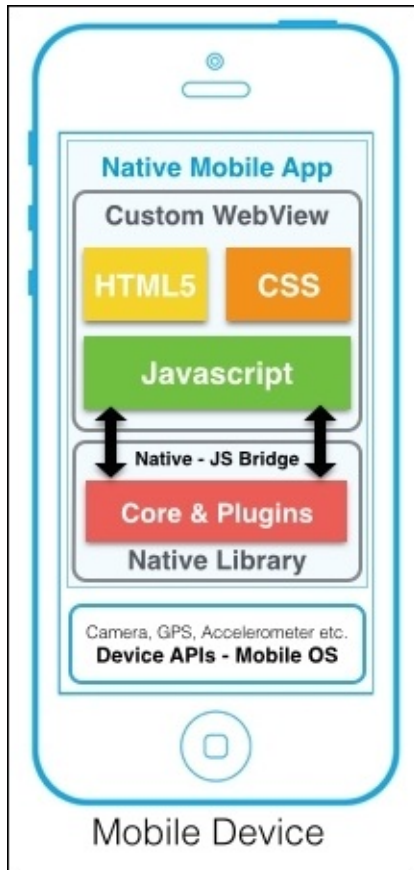 Native Mobile App
Custom WebView
HTML5 CSS
Javascript
Native - JS Bridge
Core & Plugins
Native Library
Camera, GPS, Accelerometer etc.
Device APIs - Mobile OS
Mobile Device